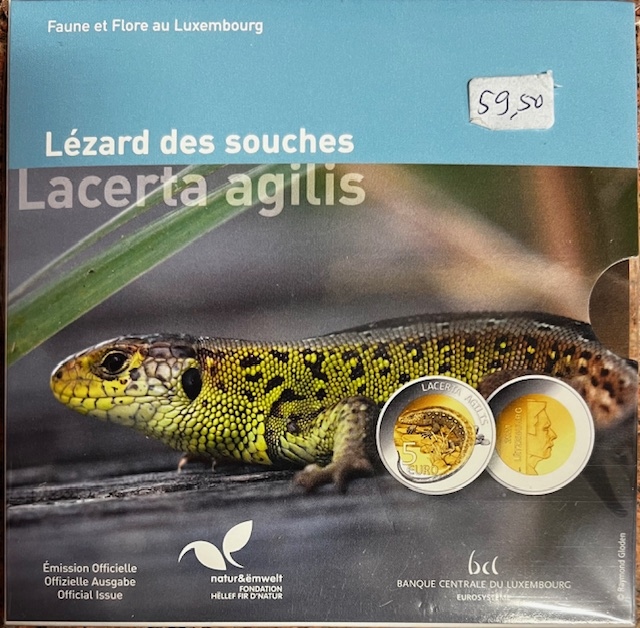 Faune et Flore au Luxembourg
59,50
Lézard des souches
Lacerta agilis
LACERTA AGILIS
5
EURO
LËTZEBUERG
Émission Officielle
Offizielle Ausgabe
Official Issue
natur&ëmwelt
FONDATION
HËLLEF FIR D'NATUR
bcl
BANQUE CENTRALE DU LUXEMBOURG
EUROSYSTÈME
© Raymond Gloden